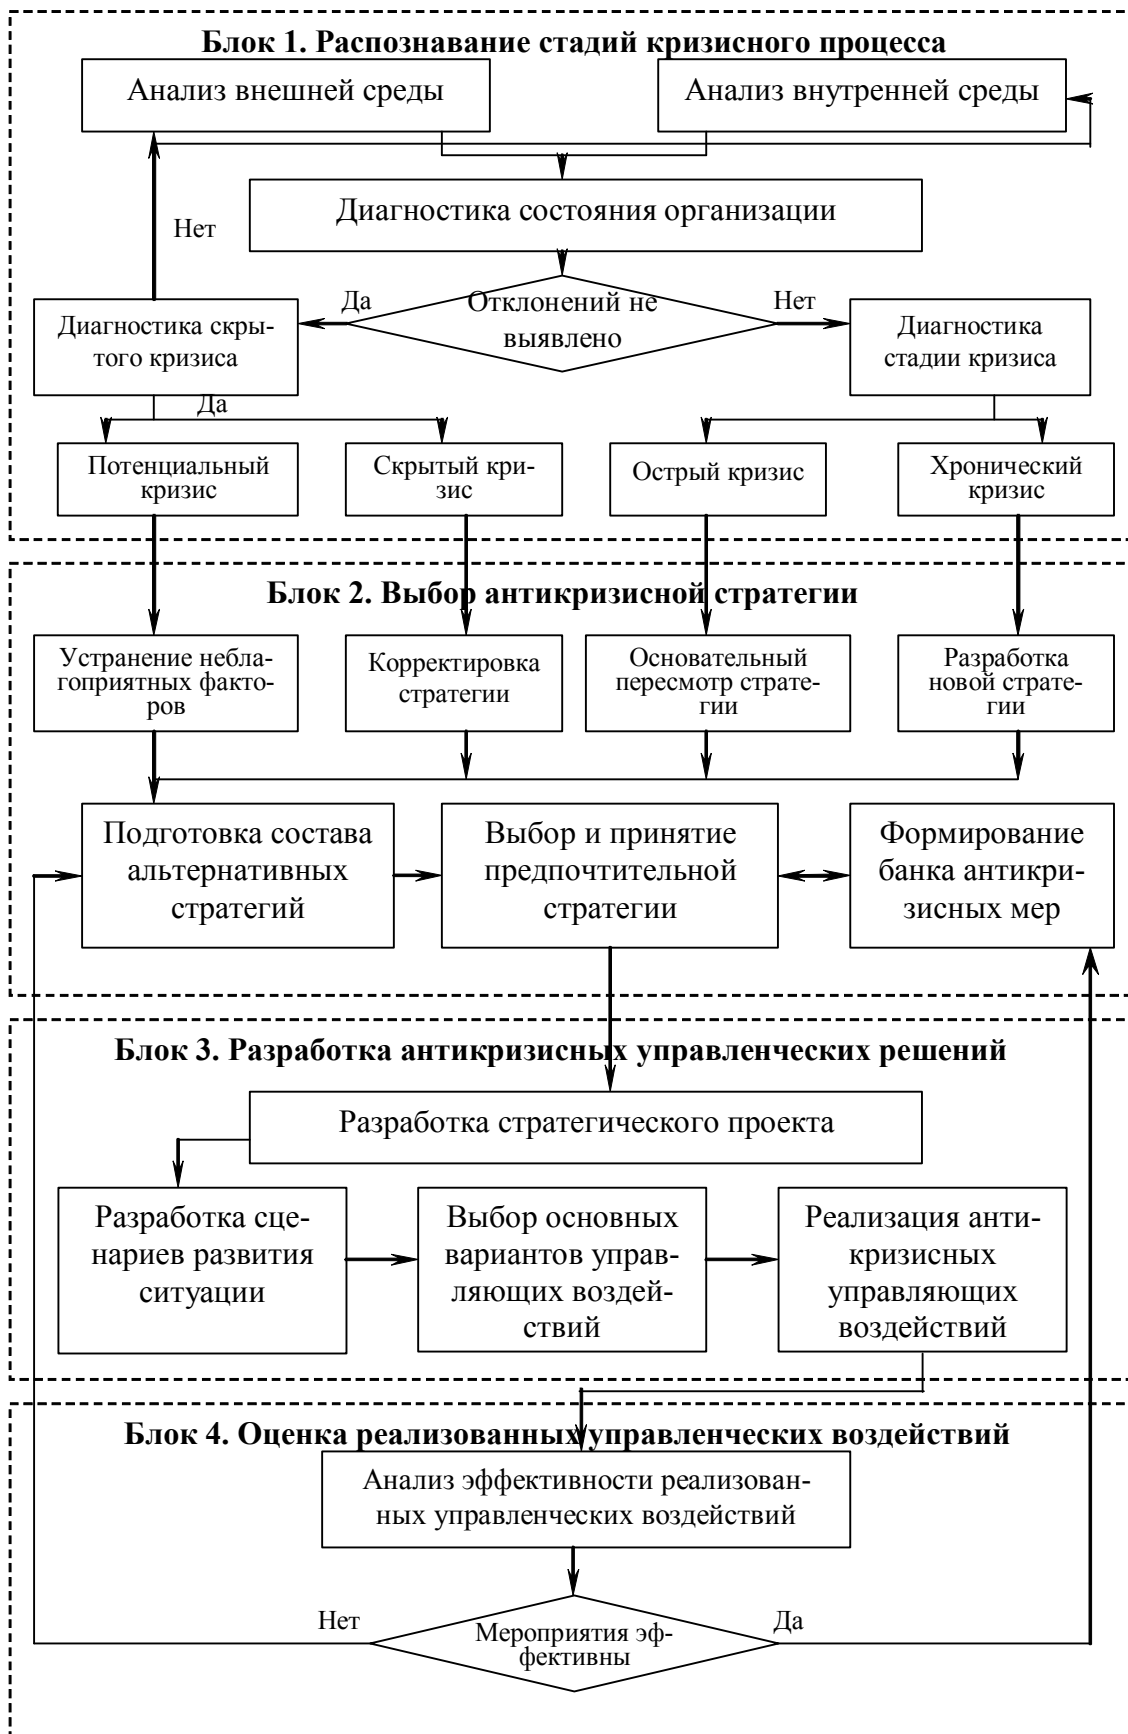 Блок 1. Распознавание стадий кризисного процесса
Анализ внешней среды
Анализ внутренней среды
Диагностика состояния организации
Нет
Да
Отклонений не
выявлено
Нет
Диагностика скры-
того кризиса
Диагностика
стадии кризиса
Да
Потенциальный
кризис
Скрытый кри-
зис
Острый кризис
Хронический
кризис
Блок 2. Выбор антикризисной стратегии
Устранение небла-
гоприятных факто-
ров
Корректировка
стратегии
Основательный
пересмотр страте-
гии
Разработка
новой страте-
гии
Подготовка состава
альтернативных
стратегий
Выбор и принятие
предпочтительной
стратегии
Формирование
банка антикри-
зисных мер
Блок 3. Разработка антикризисных управленческих решений
Разработка стратегического проекта
Разработка сце-
нариев развития
ситуации
Выбор основных
вариантов управ-
ляющих воздей-
ствий
Реализация анти-
кризисных
управляющих
воздействий
Блок 4. Оценка реализованных управленческих воздействий
Анализ эффективности реализован-
ных управленческих воздействий
Нет
Мероприятия эф-
фективны
Да